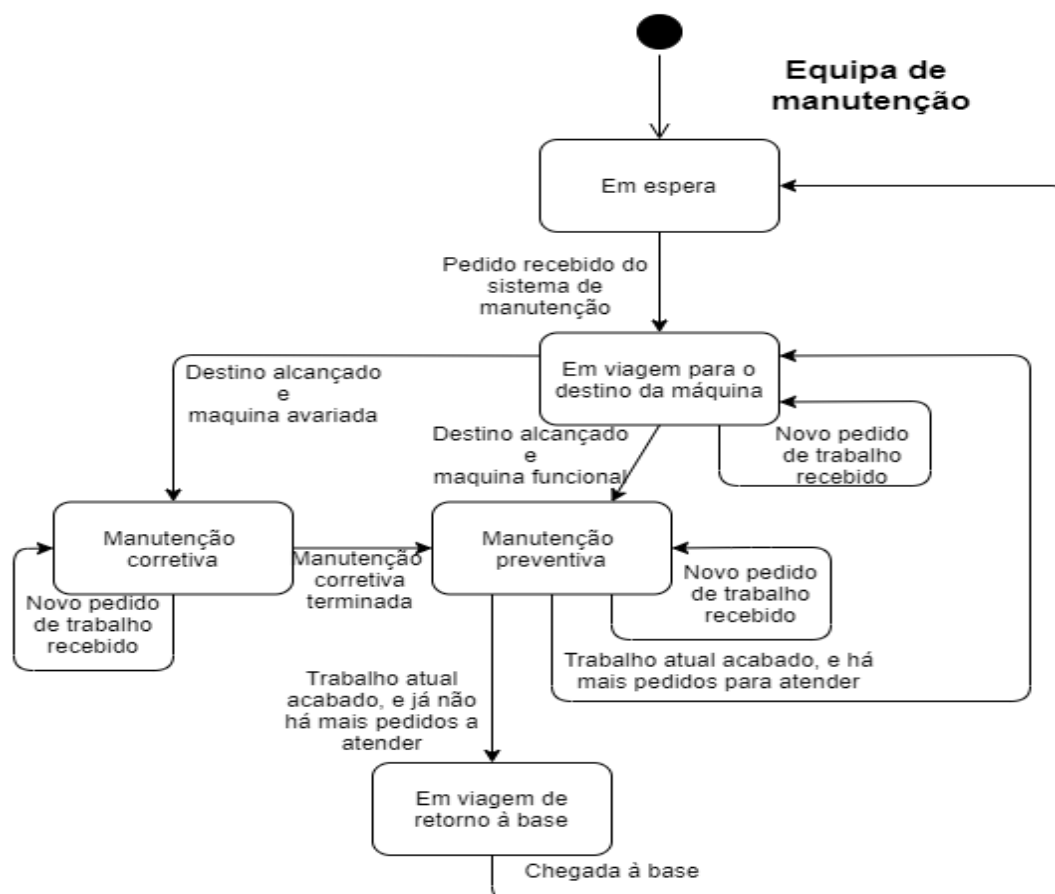 Equipa de
manutenção
Em espera
Pedido recebido do
sistema de
manutenção
Em viagem para o
destino da máquina
Destino alcançado
e
maquina avariada
Destino alcançado
e
maquina funcional
Novo pedido
de trabalho
recebido
Manutenção
corretiva
Manutenção
corretiva
terminada
Manutenção
preventiva
Novo pedido
de trabalho
recebido
Novo pedido
de trabalho
recebido
Trabalho atual acabado, e há
mais pedidos para atender
Trabalho atual
acabado, e já não
há mais pedidos a
atender
Em viagem de
retorno à base
Chegada à base